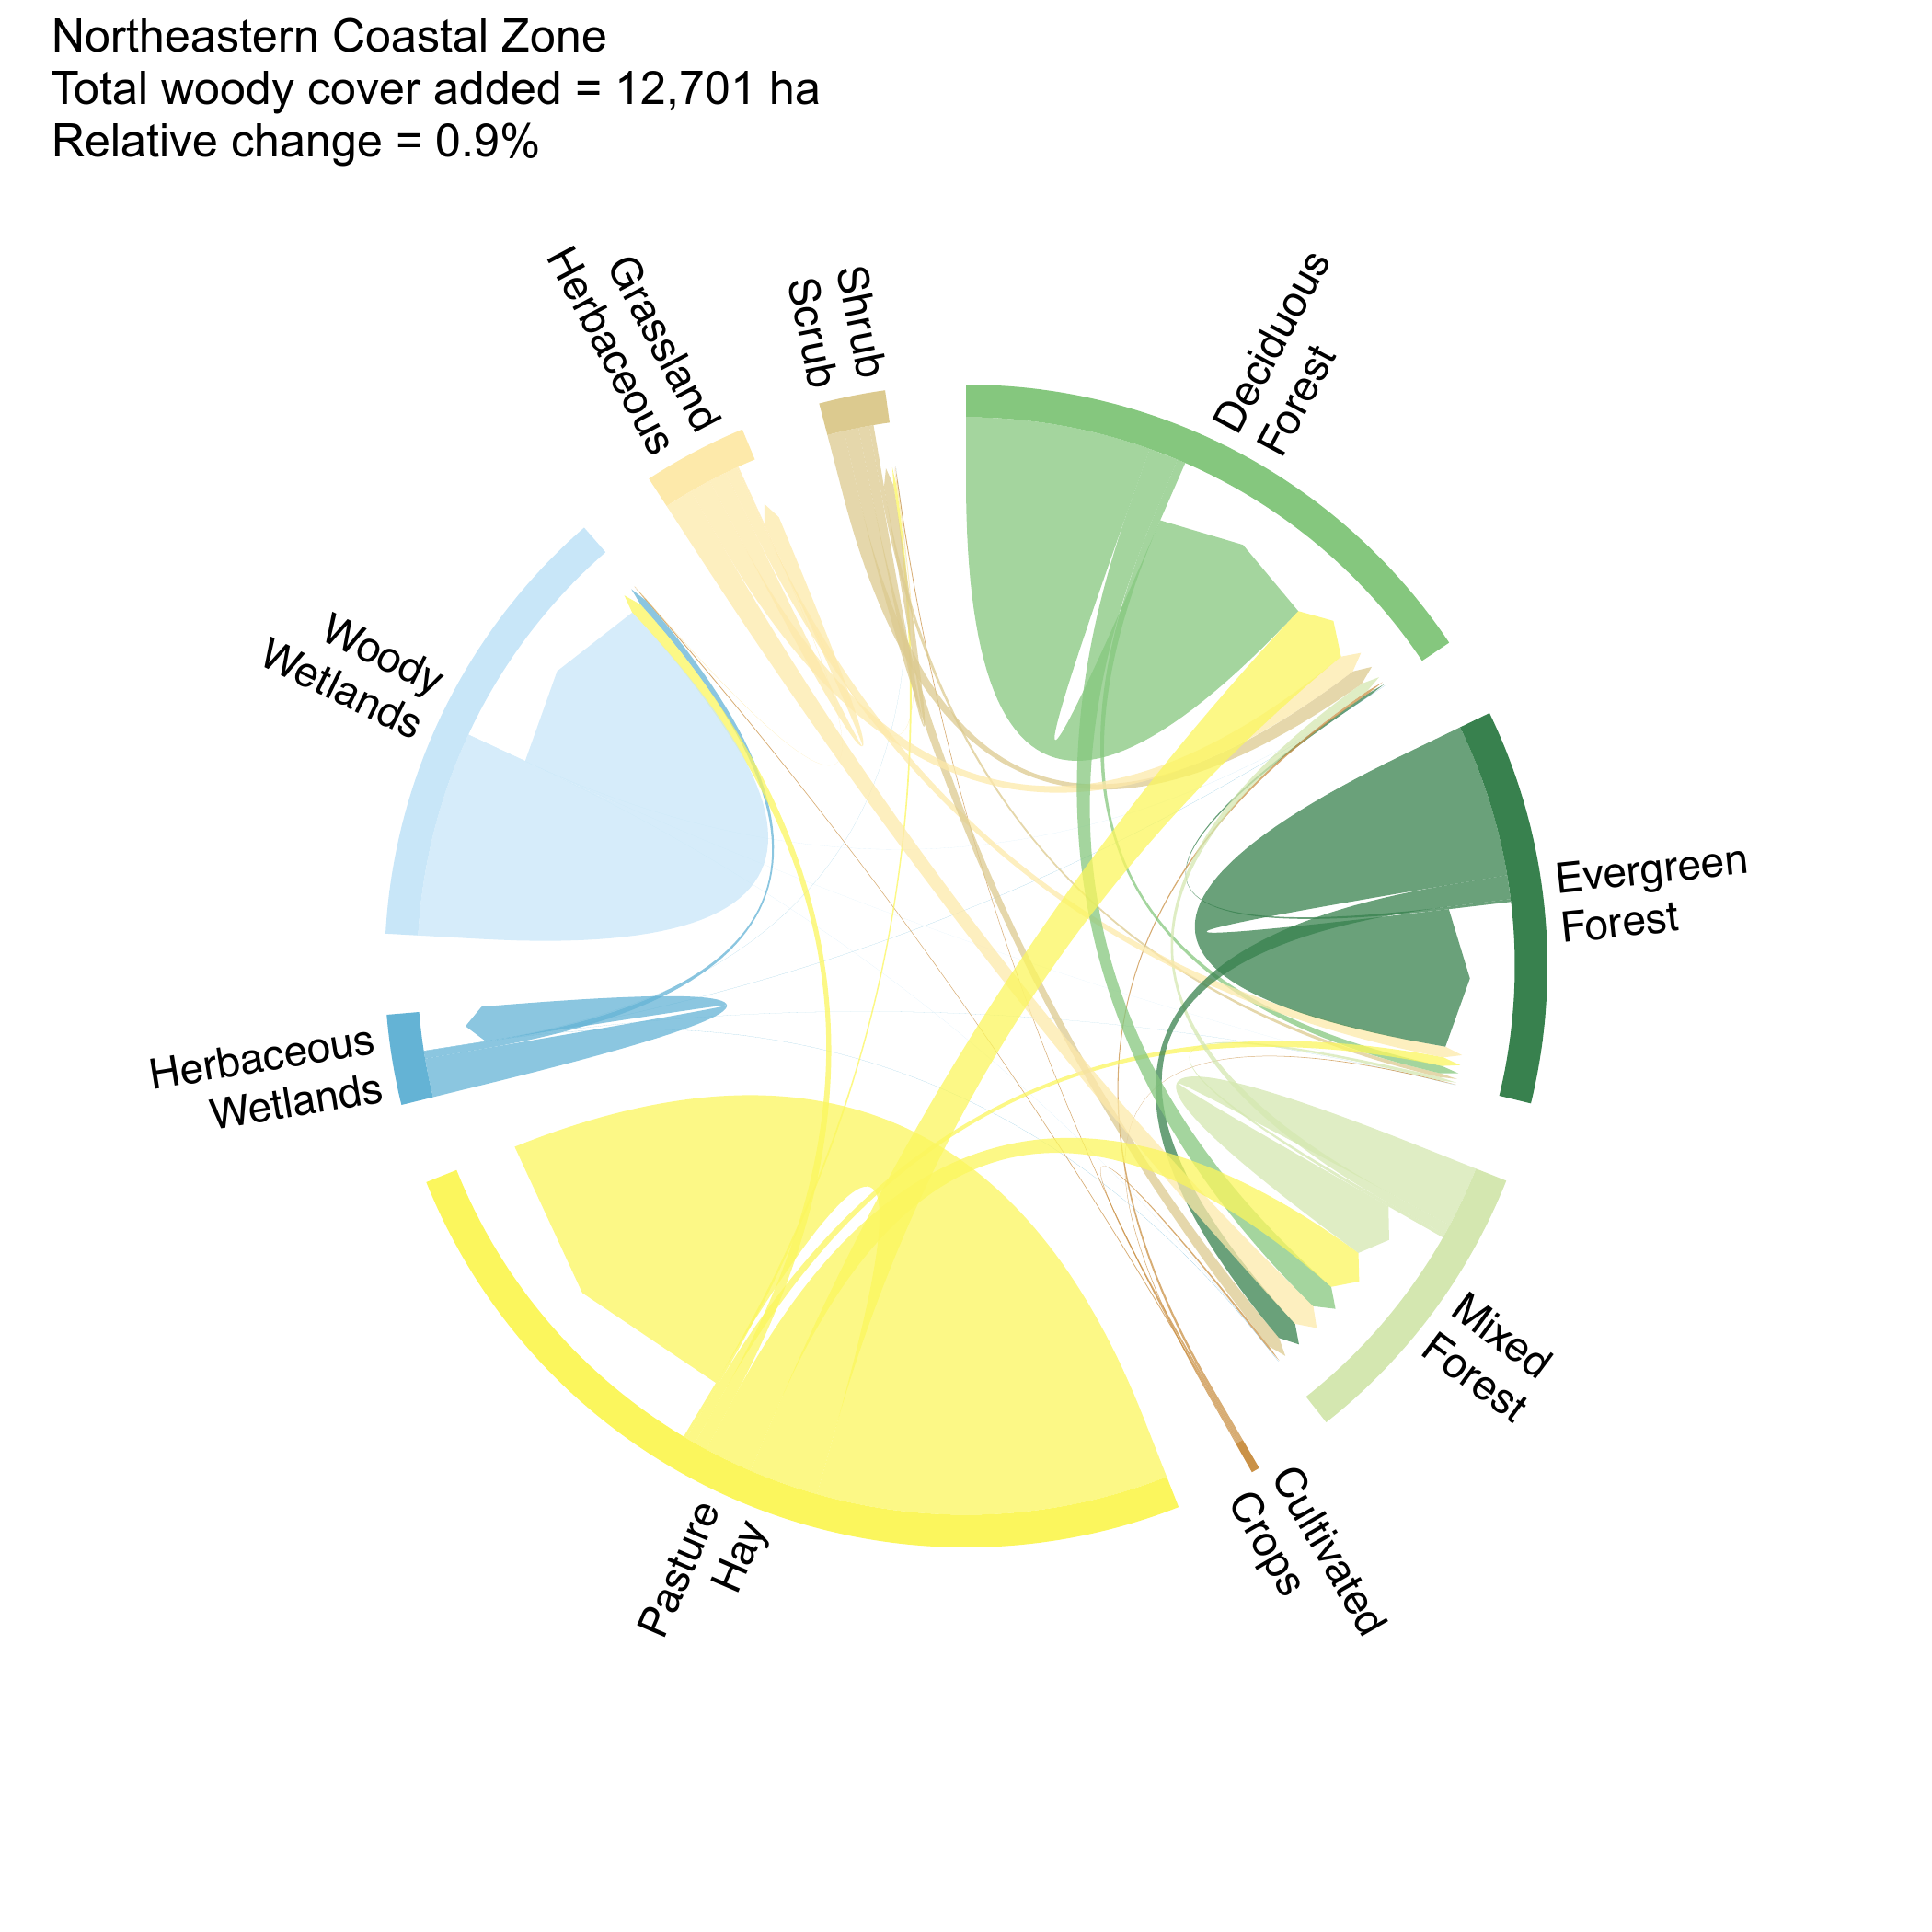 Northeastern Coastal Zone
Total woody cover added = 12,701 ha
Relative change = 0.9%
Grassland
Herbaceous
Shrub
Scrub
Deciduous
Forest
Woody
Wetlands
Evergreen
Forest
Herbaceous
Wetlands
Mixed
Forest
Pasture
Hay
Cultivated
Crops